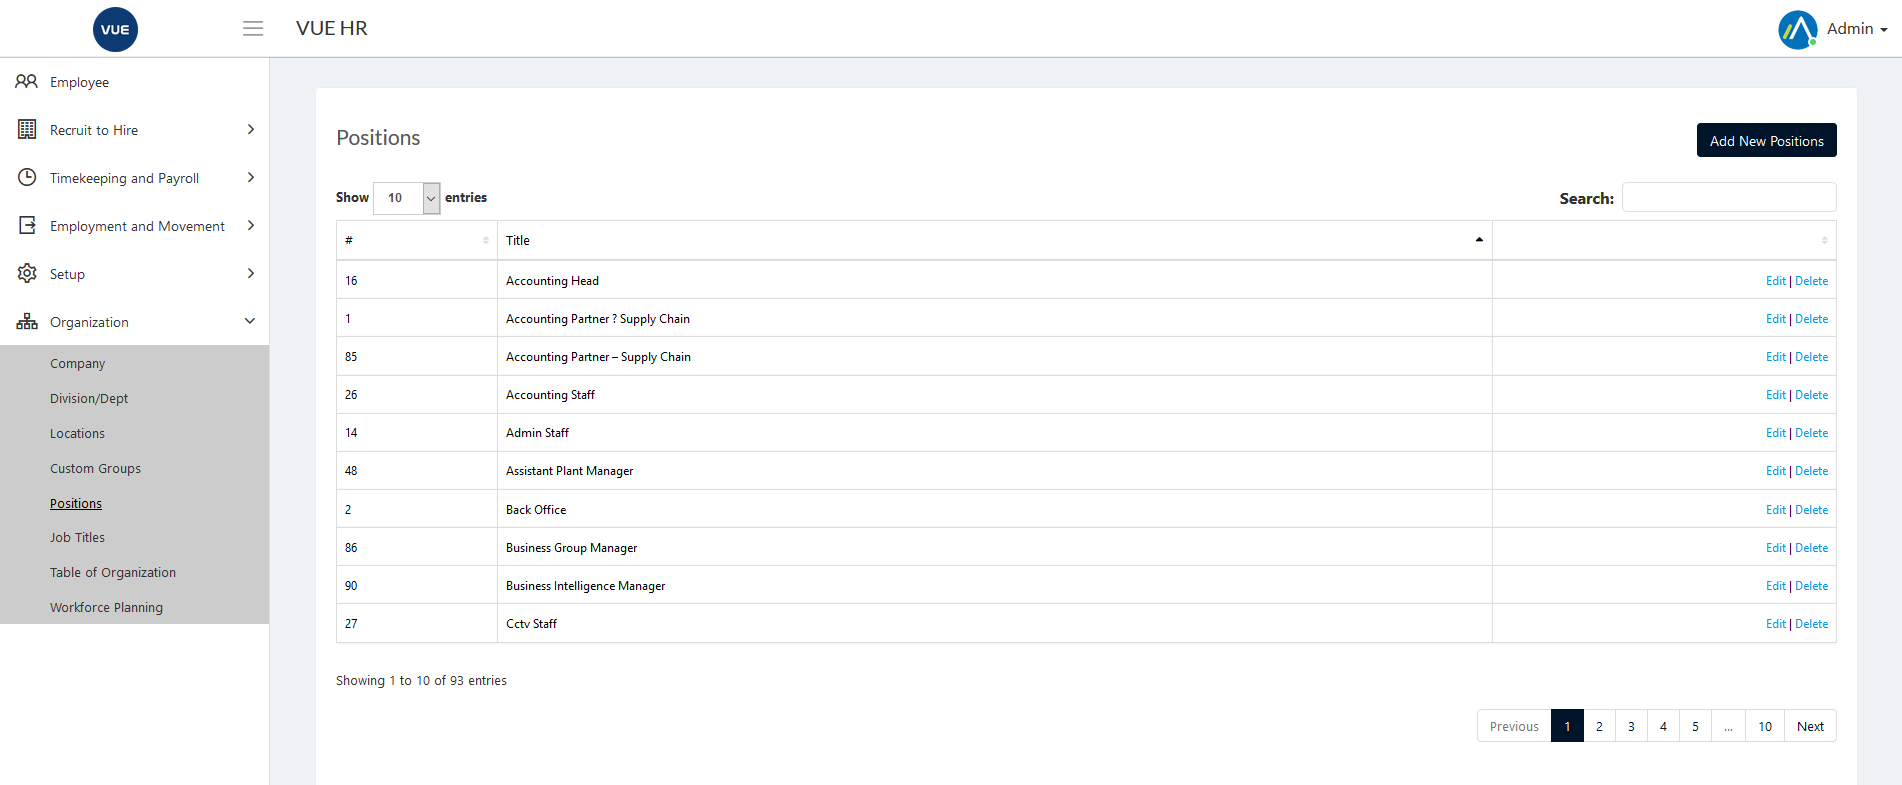 VUE
VUE HR
Admin
Employee
Recruit to Hire
Timekeeping and Payroll
Employment and Movement
Setup
Organization
Company
Division/Dept
Locations
Custom Groups
Positions
Job Titles
Table of Organization
Workforce Planning
Positions
Add New Positions
Show 10 entries
Search:
# Title
16 Accounting Head Edit | Delete
1 Accounting Partner ? Supply Chain Edit | Delete
85 Accounting Partner – Supply Chain Edit | Delete
26 Accounting Staff Edit | Delete
14 Admin Staff Edit | Delete
48 Assistant Plant Manager Edit | Delete
2 Back Office Edit | Delete
86 Business Group Manager Edit | Delete
90 Business Intelligence Manager Edit | Delete
27 Cctv Staff Edit | Delete
Showing 1 to 10 of 93 entries
Previous 1 2 3 4 5 ... 10 Next